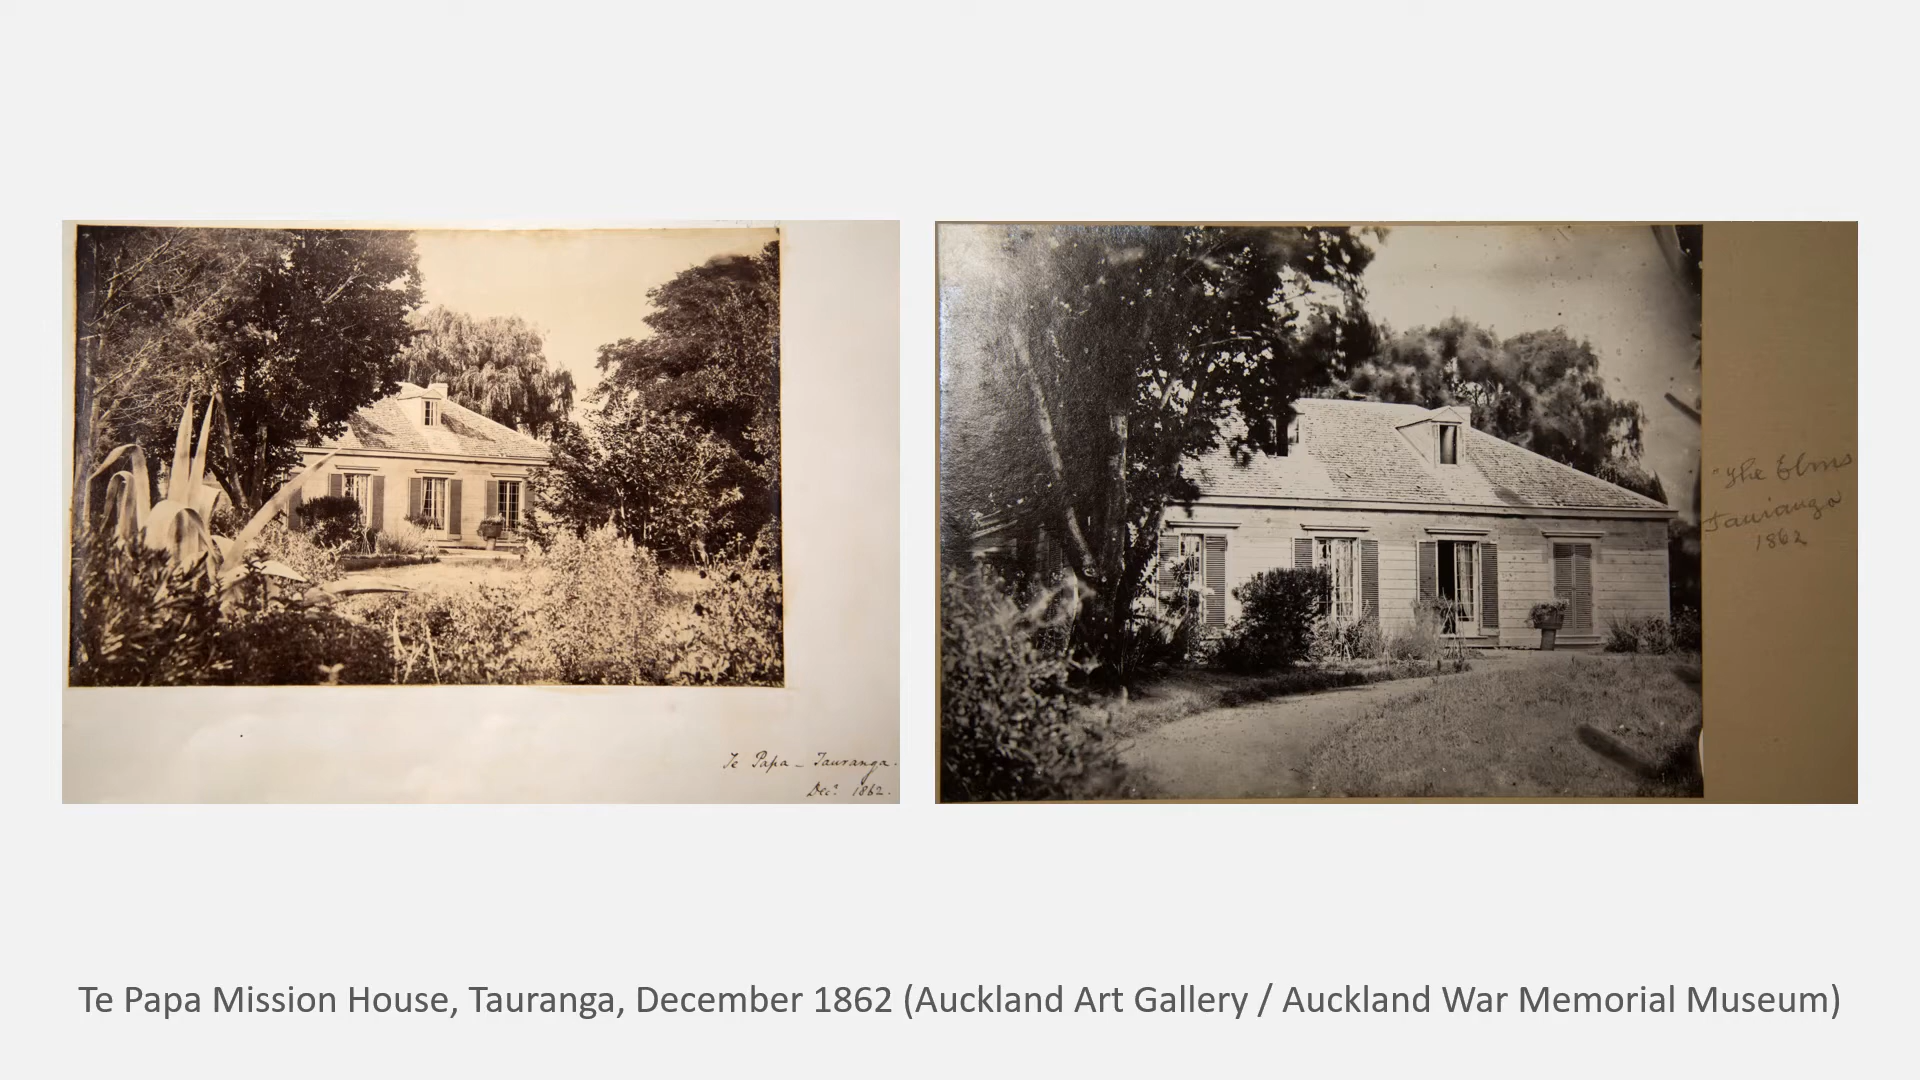 Te Papa – Tauranga.
Decr. 1862.
"The Elms
Tauranga
1862
Te Papa Mission House, Tauranga, December 1862 (Auckland Art Gallery / Auckland War Memorial Museum)